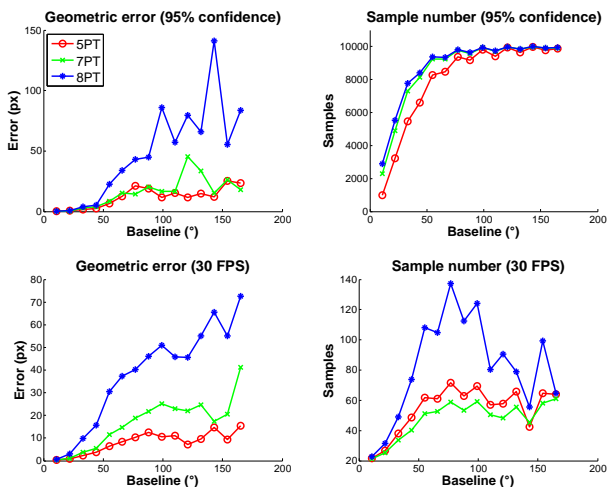 Geometric error (95% confidence)
150
100
50
0
Error (px)
5PT
7PT
8PT
0 50 100 150 200
Baseline (°)
Sample number (95% confidence)
10000
8000
6000
4000
2000
0
Samples
0 50 100 150 200
Baseline (°)
Geometric error (30 FPS)
80
70
60
50
40
30
20
10
0
Error (px)
0 50 100 150 200
Baseline (°)
Sample number (30 FPS)
140
120
100
80
60
40
20
Samples
0 50 100 150 200
Baseline (°)